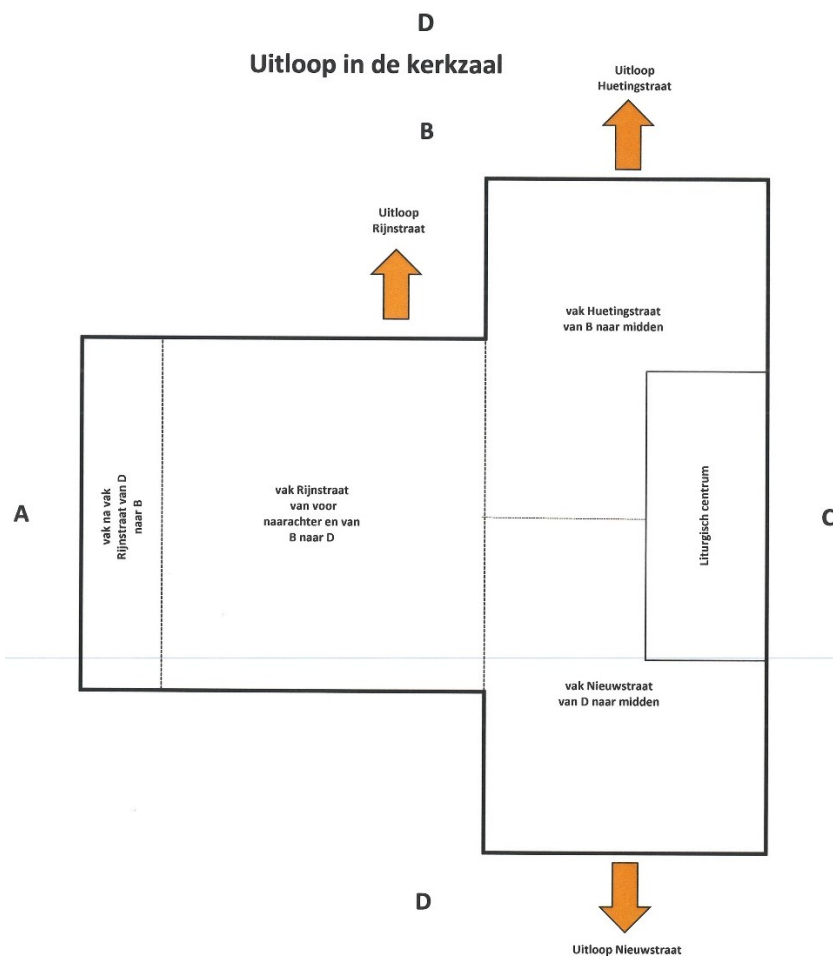 D
Uitloop in de kerkzaal
Uitloop
Huetingstraat
B
Uitloop
Rijnstraat
vak Huetingstraat
van B naar midden
A
vak na vak
Rijnstraat van D
naar B
vak Rijnstraat
van voor
naarachter en van
B naar D
Liturgisch centrum
C
vak Nieuwstraat
van D naar midden
D
Uitloop Nieuwstraat